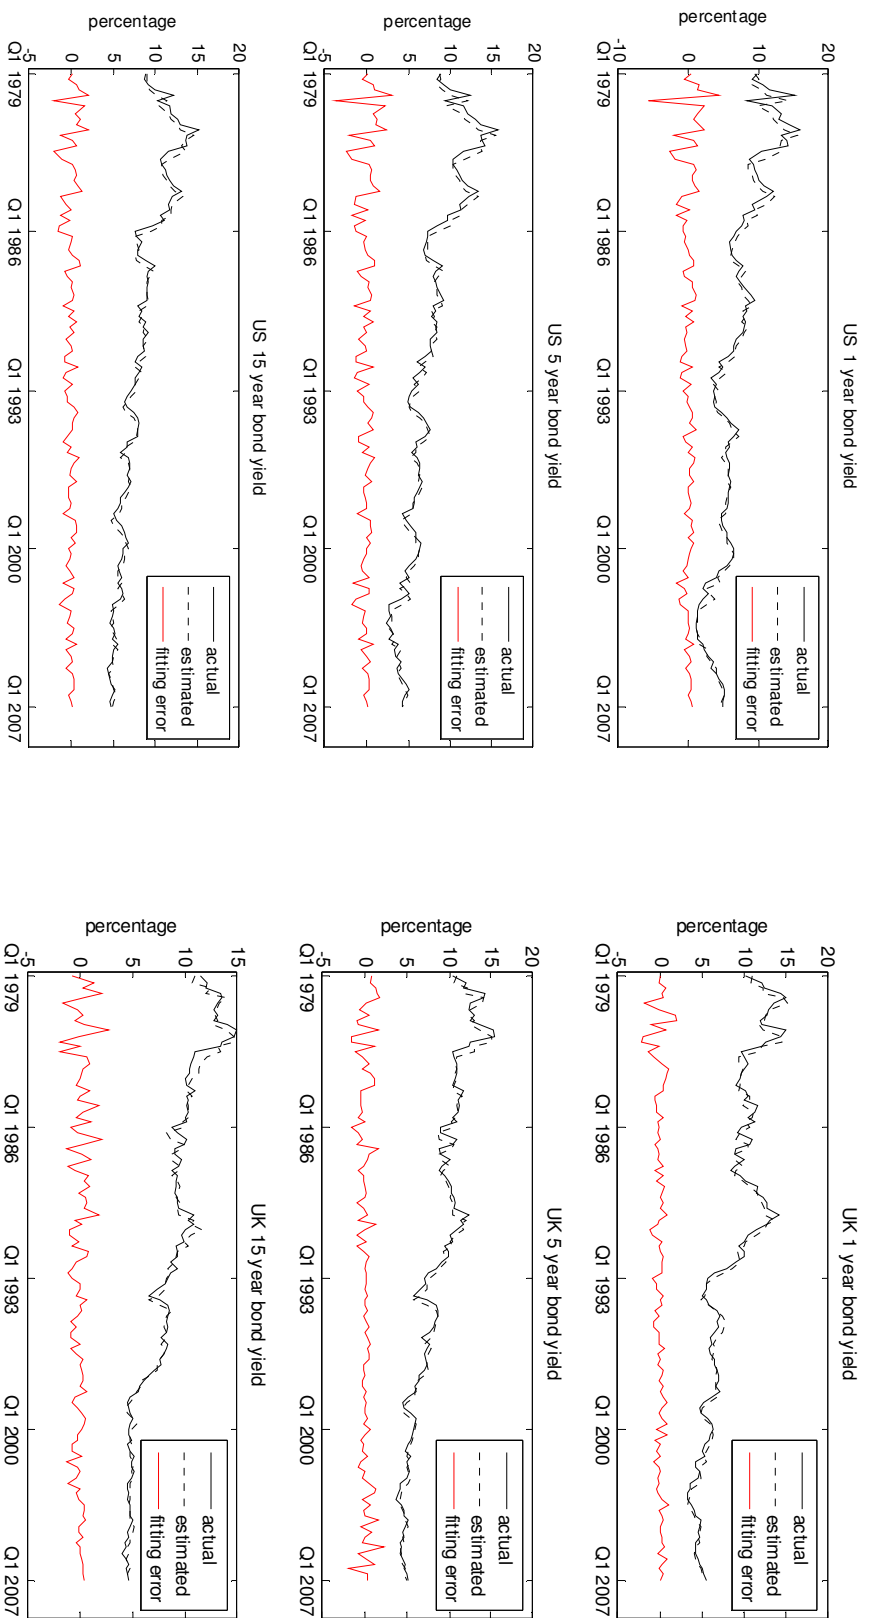 US 1 year bond yield
percentage
20
10
0
-10
Q1 1979
Q1 1986
Q1 1993
Q1 2000
Q1 2007
actual
estimated
fitting error
US 5 year bond yield
percentage
20
15
10
5
0
-5
Q1 1979
Q1 1986
Q1 1993
Q1 2000
Q1 2007
actual
estimated
fitting error
US 15 year bond yield
percentage
20
15
10
5
0
-5
Q1 1979
Q1 1986
Q1 1993
Q1 2000
Q1 2007
actual
estimated
fitting error
UK 1 year bond yield
percentage
20
15
10
5
0
-5
Q1 1979
Q1 1986
Q1 1993
Q1 2000
Q1 2007
actual
estimated
fitting error
UK 5 year bond yield
percentage
20
15
10
5
0
-5
Q1 1979
Q1 1986
Q1 1993
Q1 2000
Q1 2007
actual
estimated
fitting error
UK 15 year bond yield
percentage
15
10
5
0
-5
Q1 1979
Q1 1986
Q1 1993
Q1 2000
Q1 2007
actual
estimated
fitting error